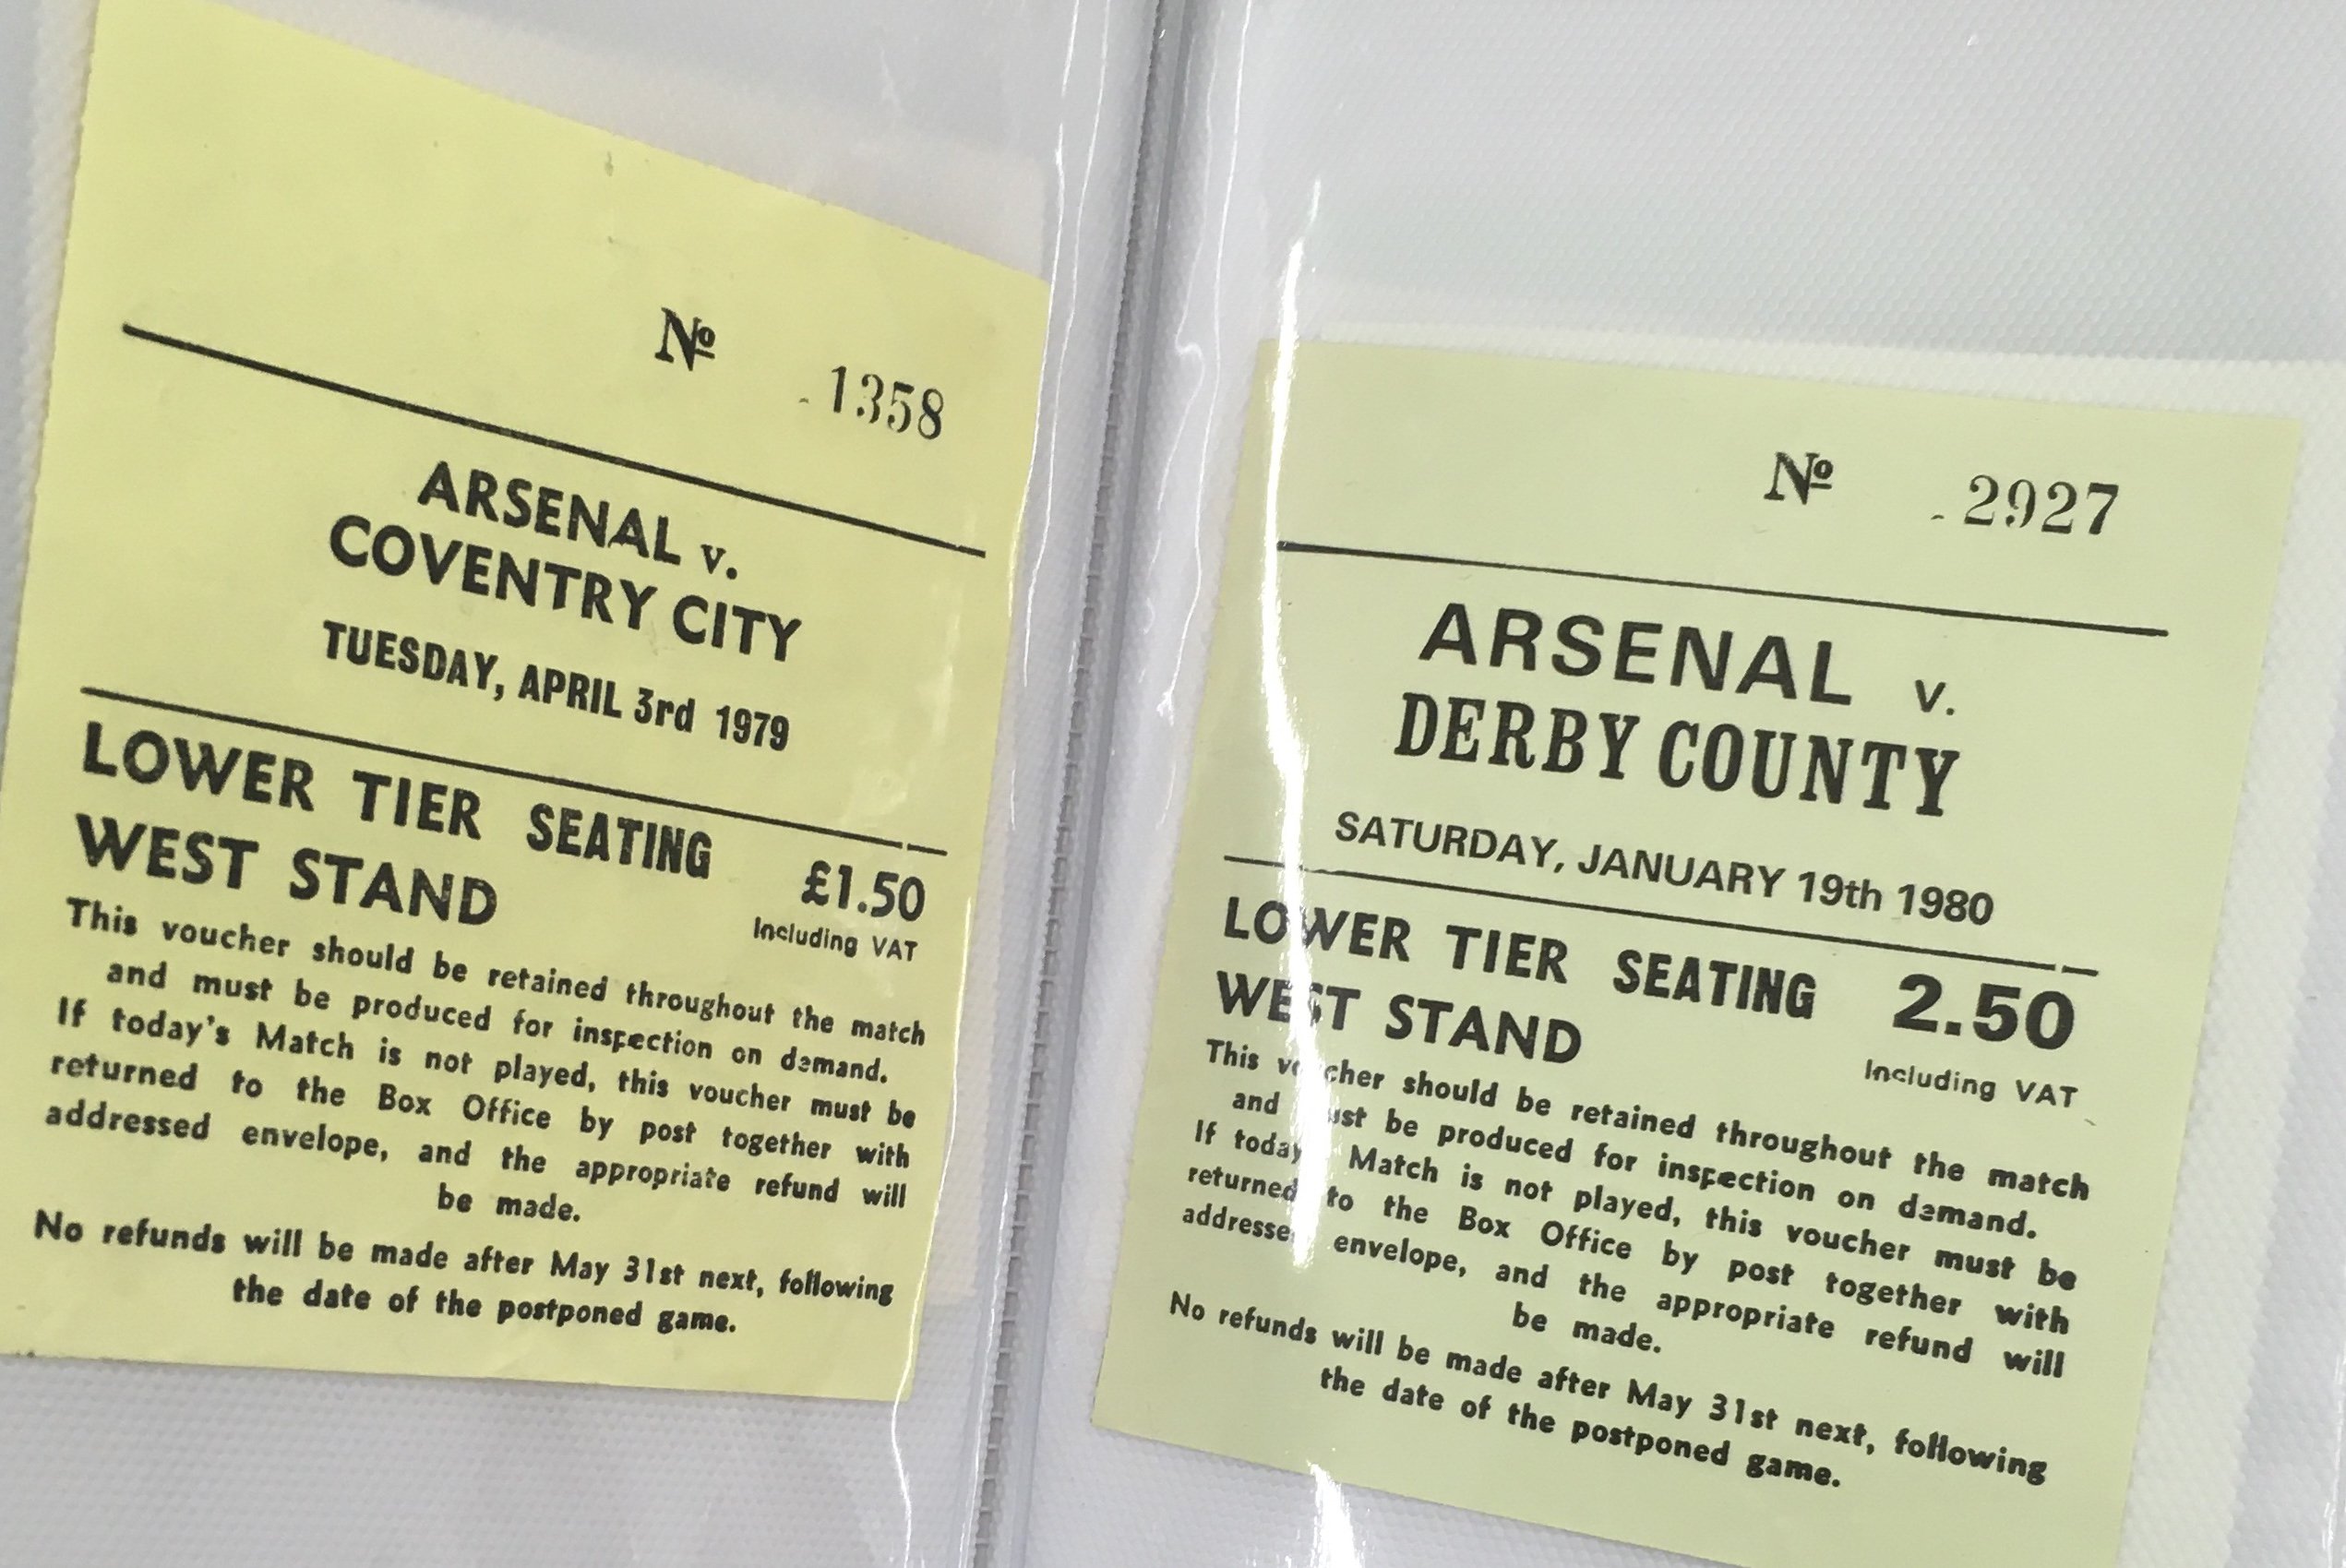 Nº 1358
ARSENAL v.
COVENTRY CITY
TUESDAY, APRIL 3rd 1979
LOWER TIER SEATING
WEST STAND £1.50
Including VAT
This voucher should be retained throughout the match
and must be produced for inspection on demand.
If today's Match is not played, this voucher must be
returned to the Box Office by post together with
addressed envelope, and the appropriate refund will
be made.
No refunds will be made after May 31st next, following
the date of the postponed game.
Nº 2927
ARSENAL v.
DERBY COUNTY
SATURDAY, JANUARY 19th 1980
LOWER TIER SEATING 2.50
WEST STAND
Including VAT
This voucher should be retained throughout the match
and must be produced for inspection on demand.
If today's Match is not played, this voucher must be
returned to the Box Office by post together with
addressed envelope, and the appropriate refund will
be made.
No refunds will be made after May 31st next, following
the date of the postponed game.